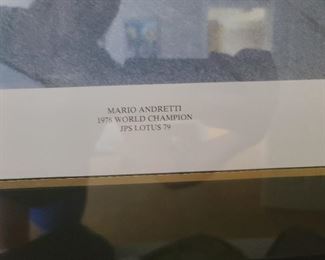 MARIO ANDRETTI
1978 WORLD CHAMPION
JPS LOTUS 79